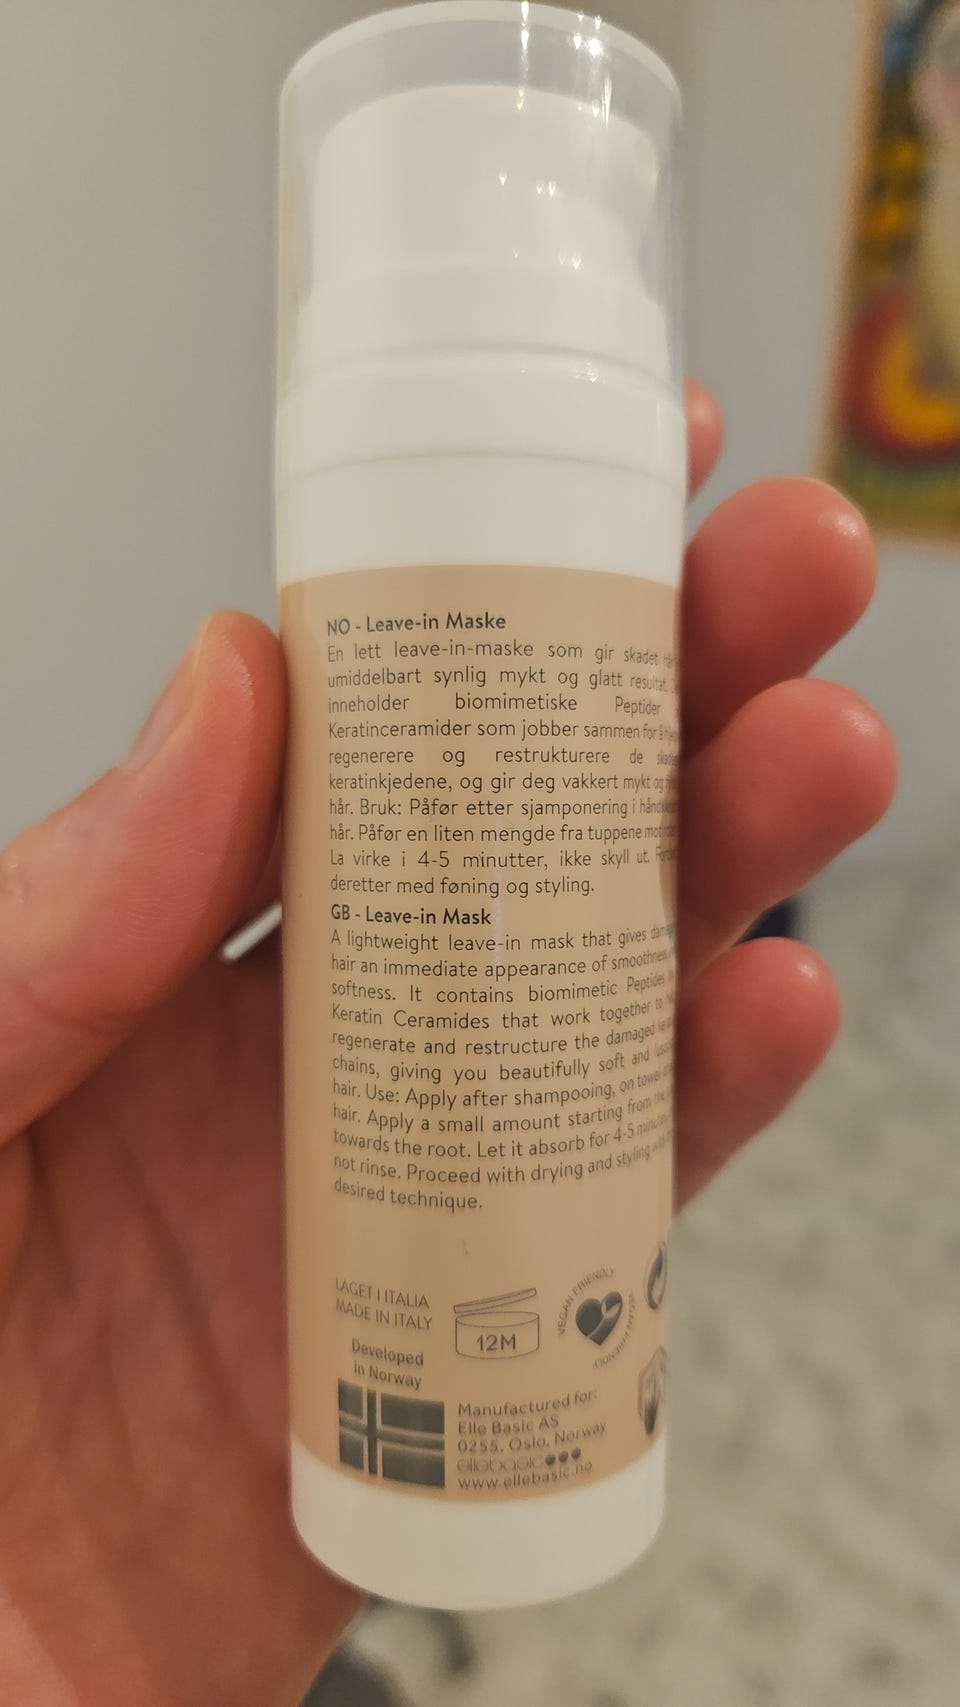 NO - Leave-in Maske
En lett leave-in-maske som gir skadet
umiddelbart synlig mykt og glatt resultat.
inneholder biomimetiske Peptider
Keratinceramider som jobber sammen for å
regenerere og restrukturere de
keratinkjedene, og gir deg vakkert mykt og
hår. Bruk: Påfør etter sjamponering i
hår. Påfør en liten mengde fra tuppene mot
La virke i 4-5 minutter, ikke skyll ut.
deretter med føning og styling.
GB - Leave-in Mask
A lightweight leave-in mask that gives
hair an immediate appearance of smoothness
softness. It contains biomimetic Peptides
Keratin Ceramides that work together to
regenerate and restructure the damaged
chains, giving you beautifully soft and
hair. Use: Apply after shampooing, on
hair. Apply a small amount starting from the
towards the root. Let it absorb for 4-5
not rinse. Proceed with drying and styling
desired technique.
LAGET I ITALIA
MADE IN ITALY
12M
VEGAN FRIENDLY
VEGAN FRIENDLY
Developed
in Norway
Manufactured for:
Elle Basic AS
0255, Oslo, Norway
ellebasic
www.ellebasic.no